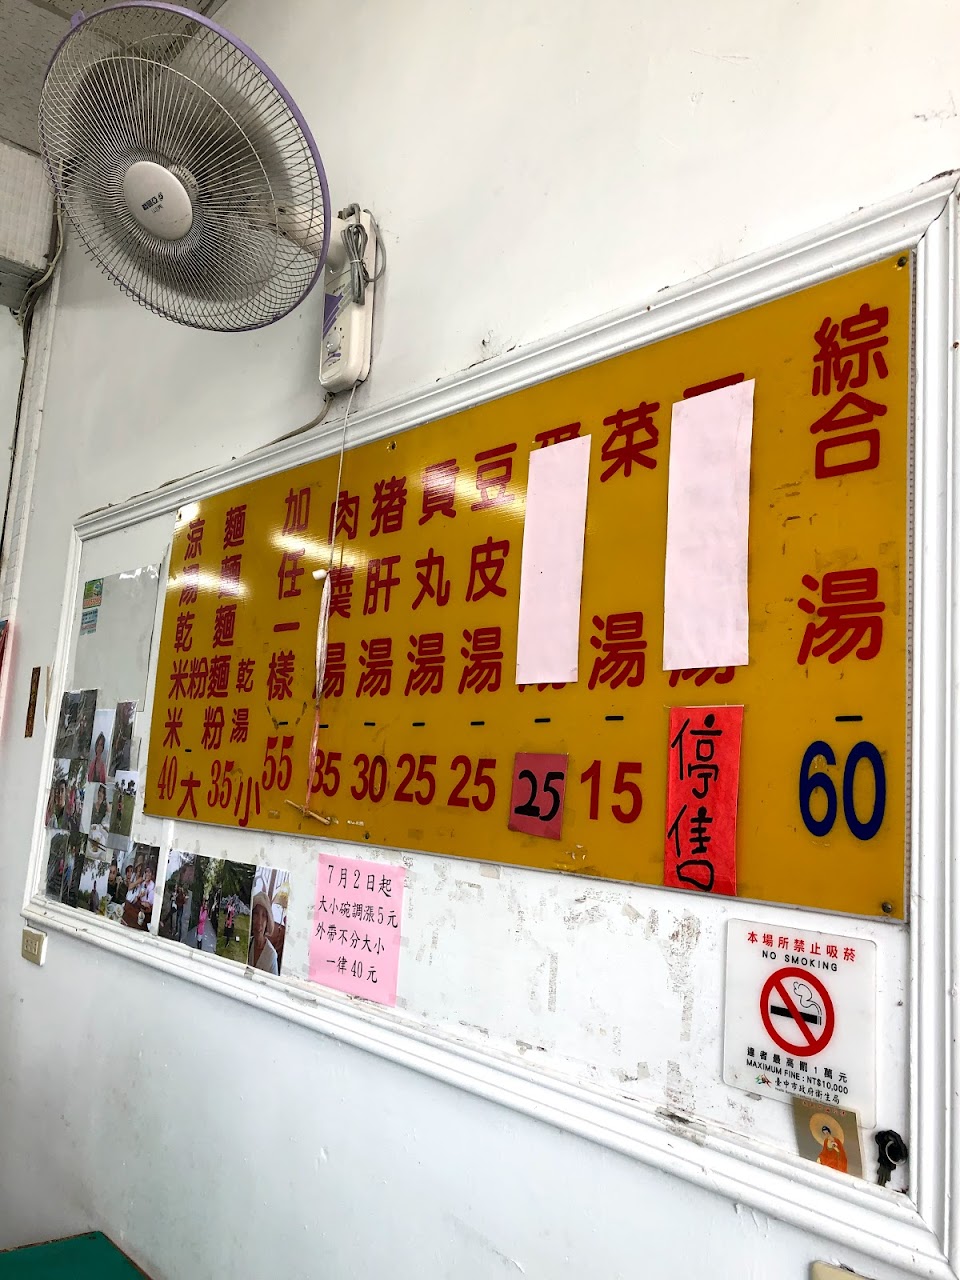 涼麵
湯麵
乾麵
米粉麵乾
米粉湯
40大 35小
加任一樣
55
肉羹湯
35
猪肝湯
30
貢丸湯
25
豆皮湯
25
25
菜
湯
15
停售
綜合湯
60
7月2日起
大小碗調漲5元
外帶不分大小
一律40元
本場所禁止吸菸
NO SMOKING
違者最高罰1萬元
MAXIMUM FINE : NT$10,000
臺中市政府衛生局